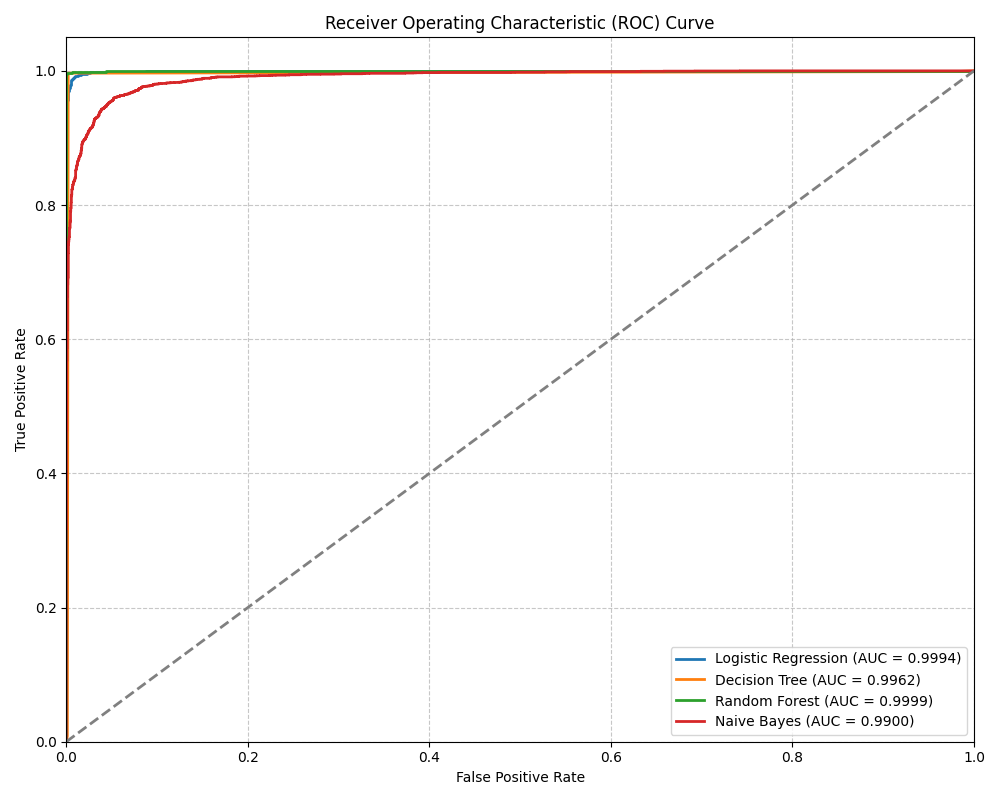 Receiver Operating Characteristic (ROC) Curve
1.0
0.8
0.6
0.4
0.2
0.0
True Positive Rate
Logistic Regression (AUC = 0.9994)
Decision Tree (AUC = 0.9962)
Random Forest (AUC = 0.9999)
Naive Bayes (AUC = 0.9900)
0.0 0.2 0.4 0.6 0.8 1.0
False Positive Rate